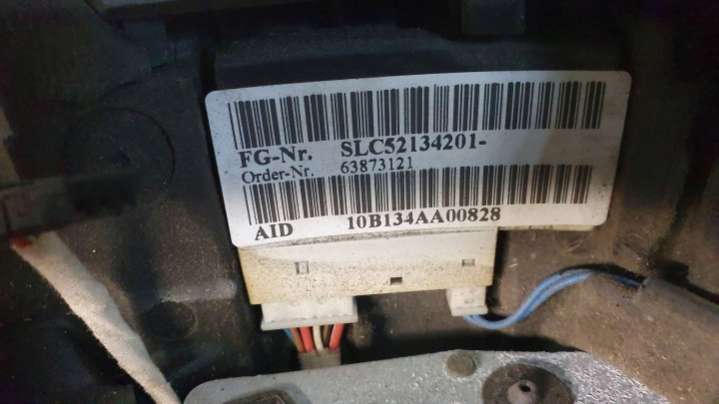 FG-Nr. SLC52134201-
Order-Nr. 63873121
AID 10B134AA00828